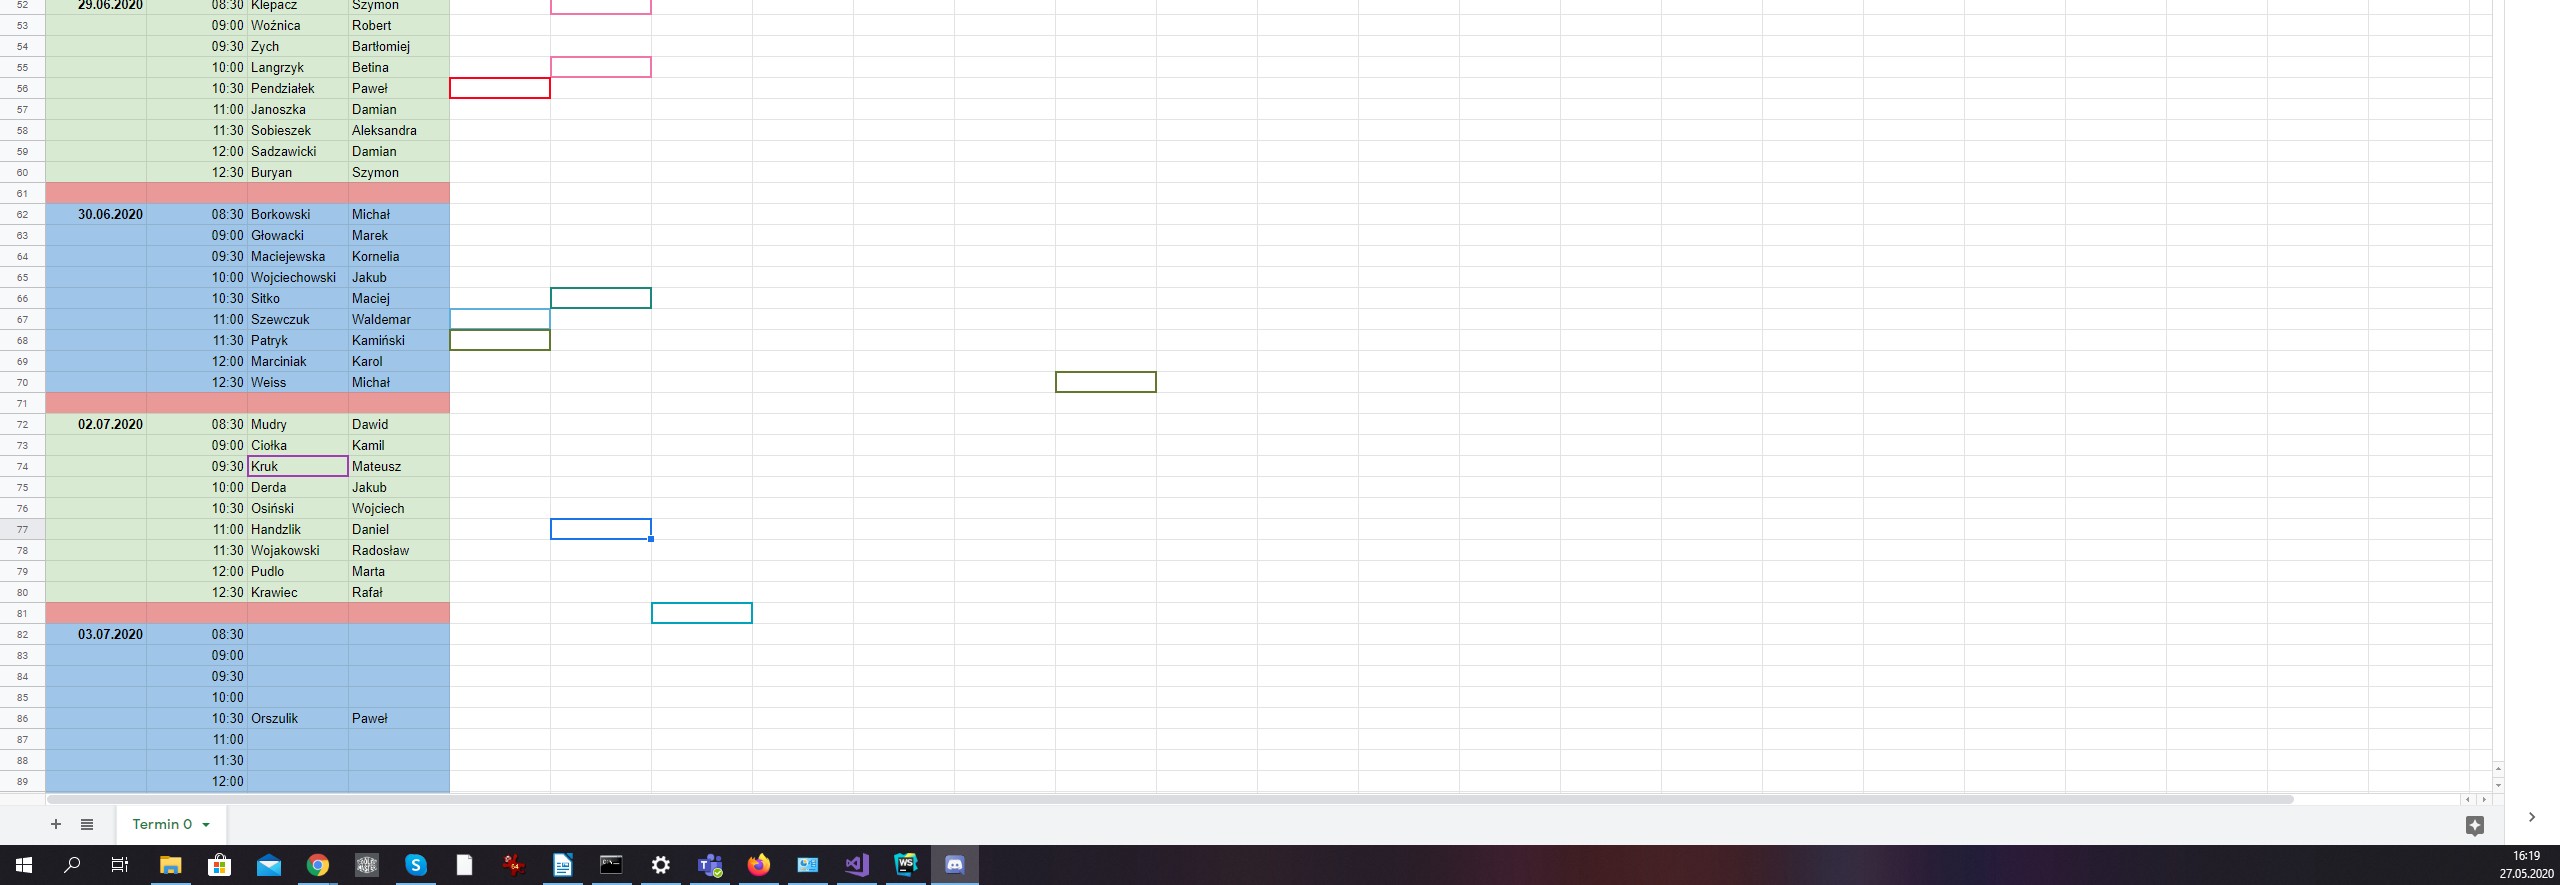 52 29.06.2020 08:30 Klepacz Szymon
53 09:00 Woźnica Robert
54 09:30 Zych Bartłomiej
55 10:00 Langrzyk Betina
56 10:30 Pendziałek Paweł
57 11:00 Janoszka Damian
58 11:30 Sobieszek Aleksandra
59 12:00 Sadzawicki Damian
60 12:30 Buryan Szymon
61
62 30.06.2020 08:30 Borkowski Michał
63 09:00 Głowacki Marek
64 09:30 Maciejewska Kornelia
65 10:00 Wojciechowski Jakub
66 10:30 Sitko Maciej
67 11:00 Szewczuk Waldemar
68 11:30 Patryk Kamiński
69 12:00 Marciniak Karol
70 12:30 Weiss Michał
71
72 02.07.2020 08:30 Mudry Dawid
73 09:00 Ciołka Kamil
74 09:30 Kruk Mateusz
75 10:00 Derda Jakub
76 10:30 Osiński Wojciech
77 11:00 Handzlik Daniel
78 11:30 Wojakowski Radosław
79 12:00 Pudlo Marta
80 12:30 Krawiec Rafał
81
82 03.07.2020 08:30
83 09:00
84 09:30
85 10:00
86 10:30 Orszulik Paweł
87 11:00
88 11:30
89 12:00
Termin 0
16:19
27.05.2020